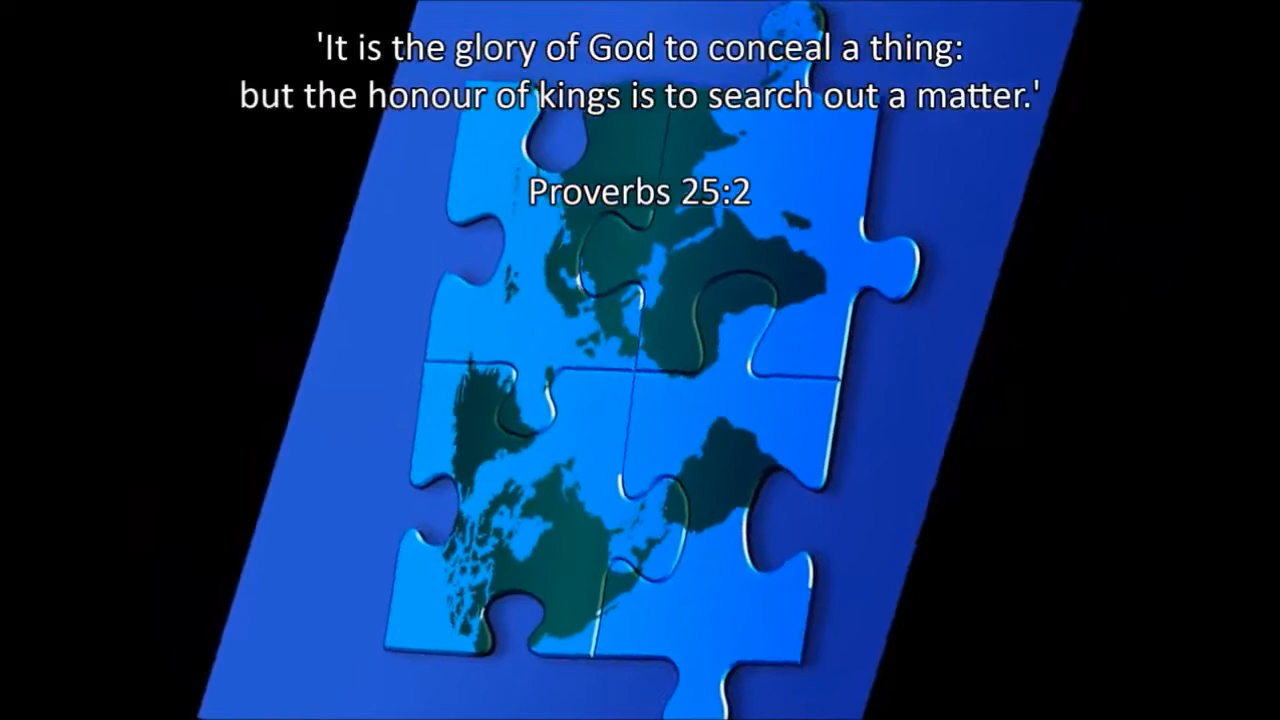 'It is the glory of God to conceal a thing:
but the honour of kings is to search out a matter.'
Proverbs 25:2